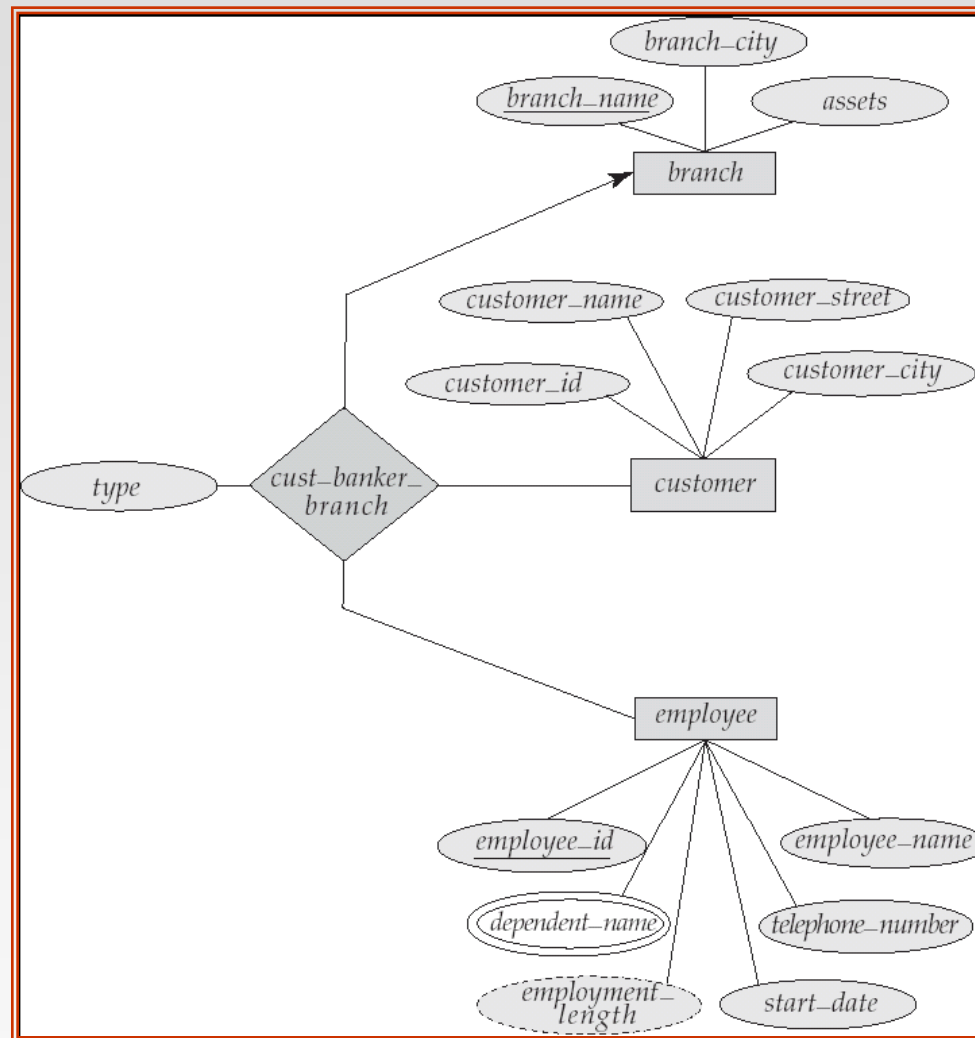 branch_city
branch_name
assets
branch
customer_name
customer_street
customer_id
customer_city
type
cust_banker_
branch
customer
employee
employee_id
employee_name
dependent_name
telephone_number
employment_
length
start_date